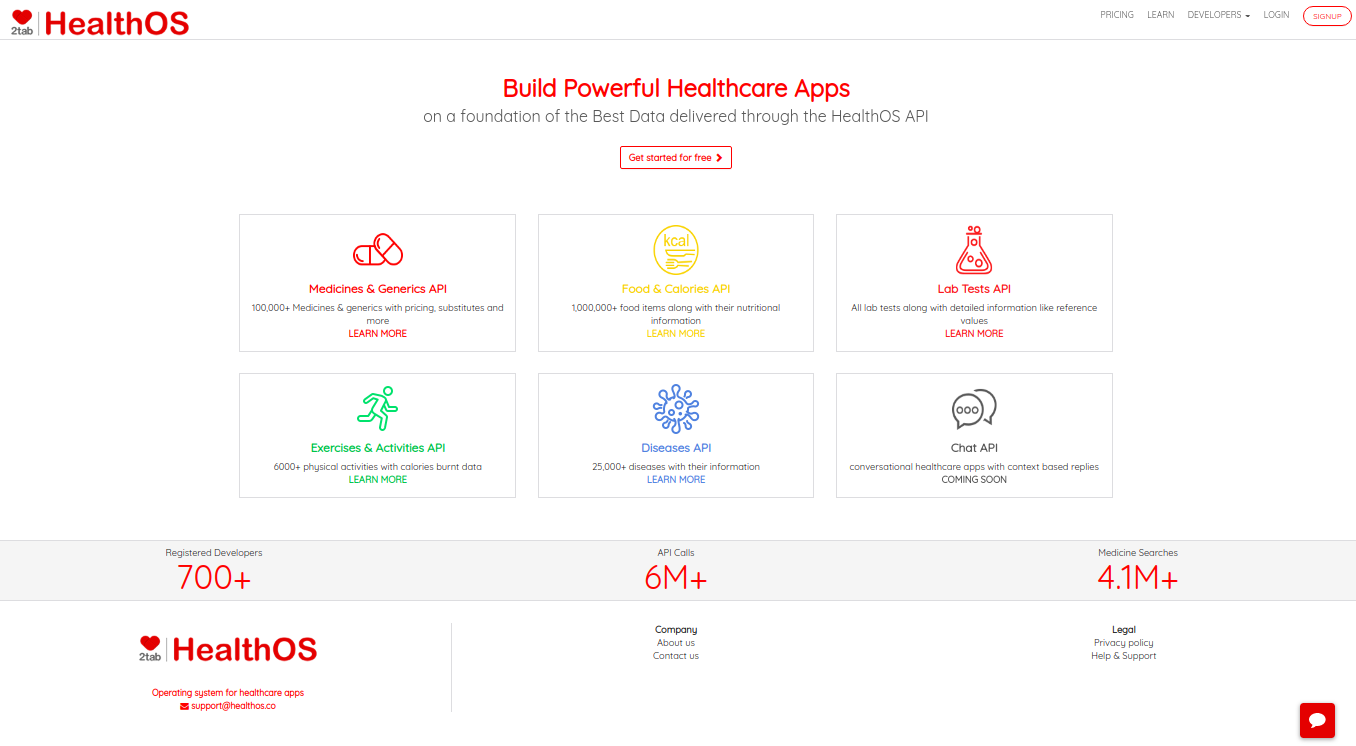 2tab HealthOS
PRICING LEARN DEVELOPERS LOGIN SIGNUP
Build Powerful Healthcare Apps
on a foundation of the Best Data delivered through the HealthOS API
Get started for free
kcal
Medicines & Generics API
100,000+ Medicines & generics with pricing, substitutes and
more
LEARN MORE
Food & Calories API
1,000,000+ food items along with their nutritional
information
LEARN MORE
Lab Tests API
All lab tests along with detailed information like reference
values
LEARN MORE
Exercises & Activities API
6000+ physical activities with calories burnt data
LEARN MORE
Diseases API
25,000+ diseases with their information
LEARN MORE
Chat API
conversational healthcare apps with context based replies
COMING SOON
Registered Developers
700+
API Calls
6M+
Medicine Searches
4.1M+
2tab HealthOS
Operating system for healthcare apps
support@healthos.co
Company
About us
Contact us
Legal
Privacy policy
Help & Support